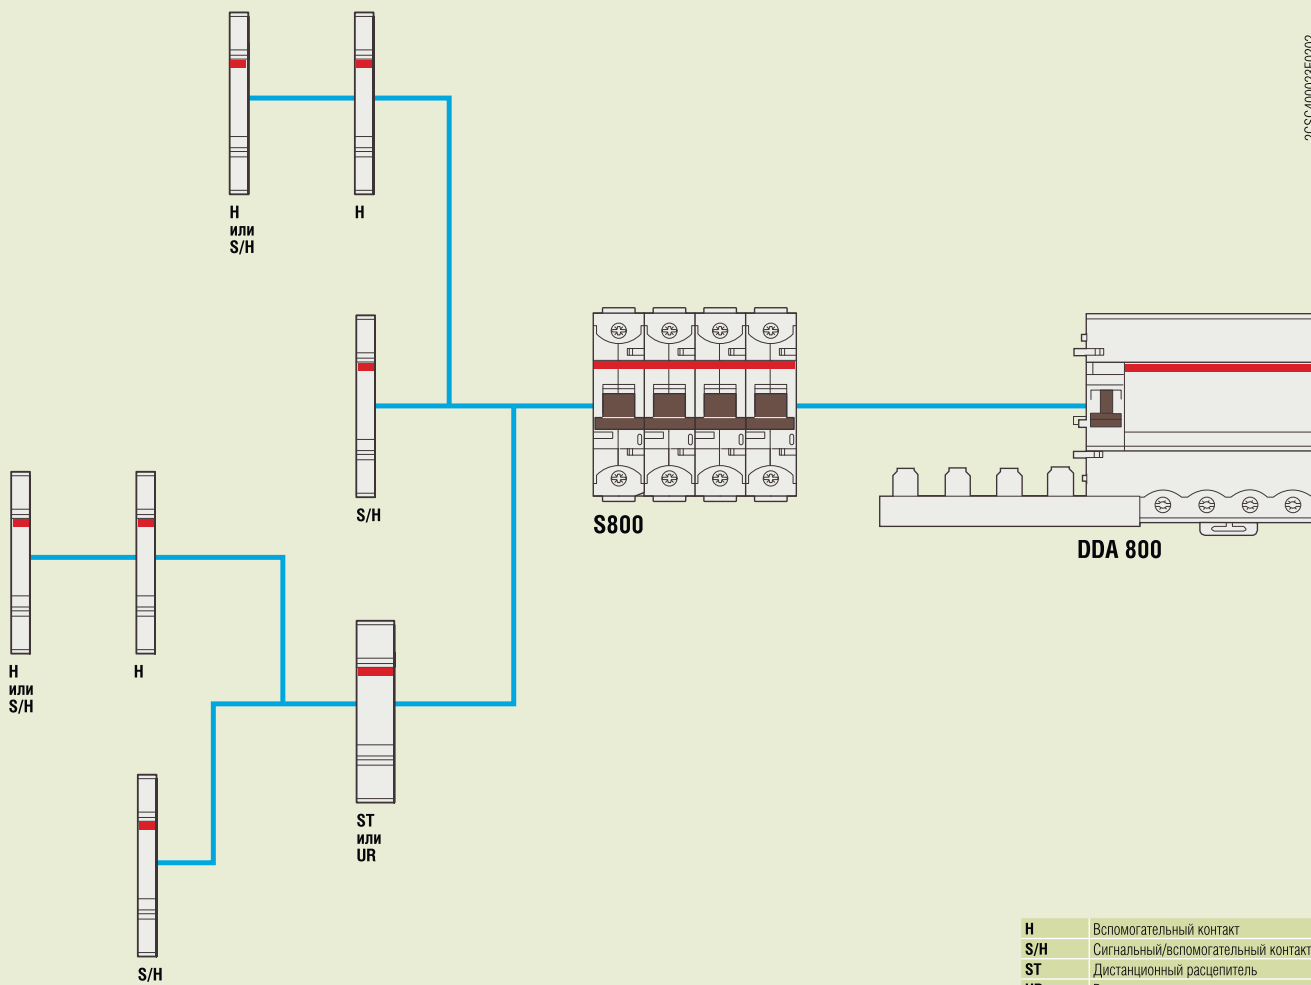 H
или
S/H
H
S/H
S800
DDA 800
H
или
S/H
H
ST
или
UR
S/H
H Вспомогательный контакт
S/H Сигнальный/вспомогательный контакт
ST Дистанционный расцепитель